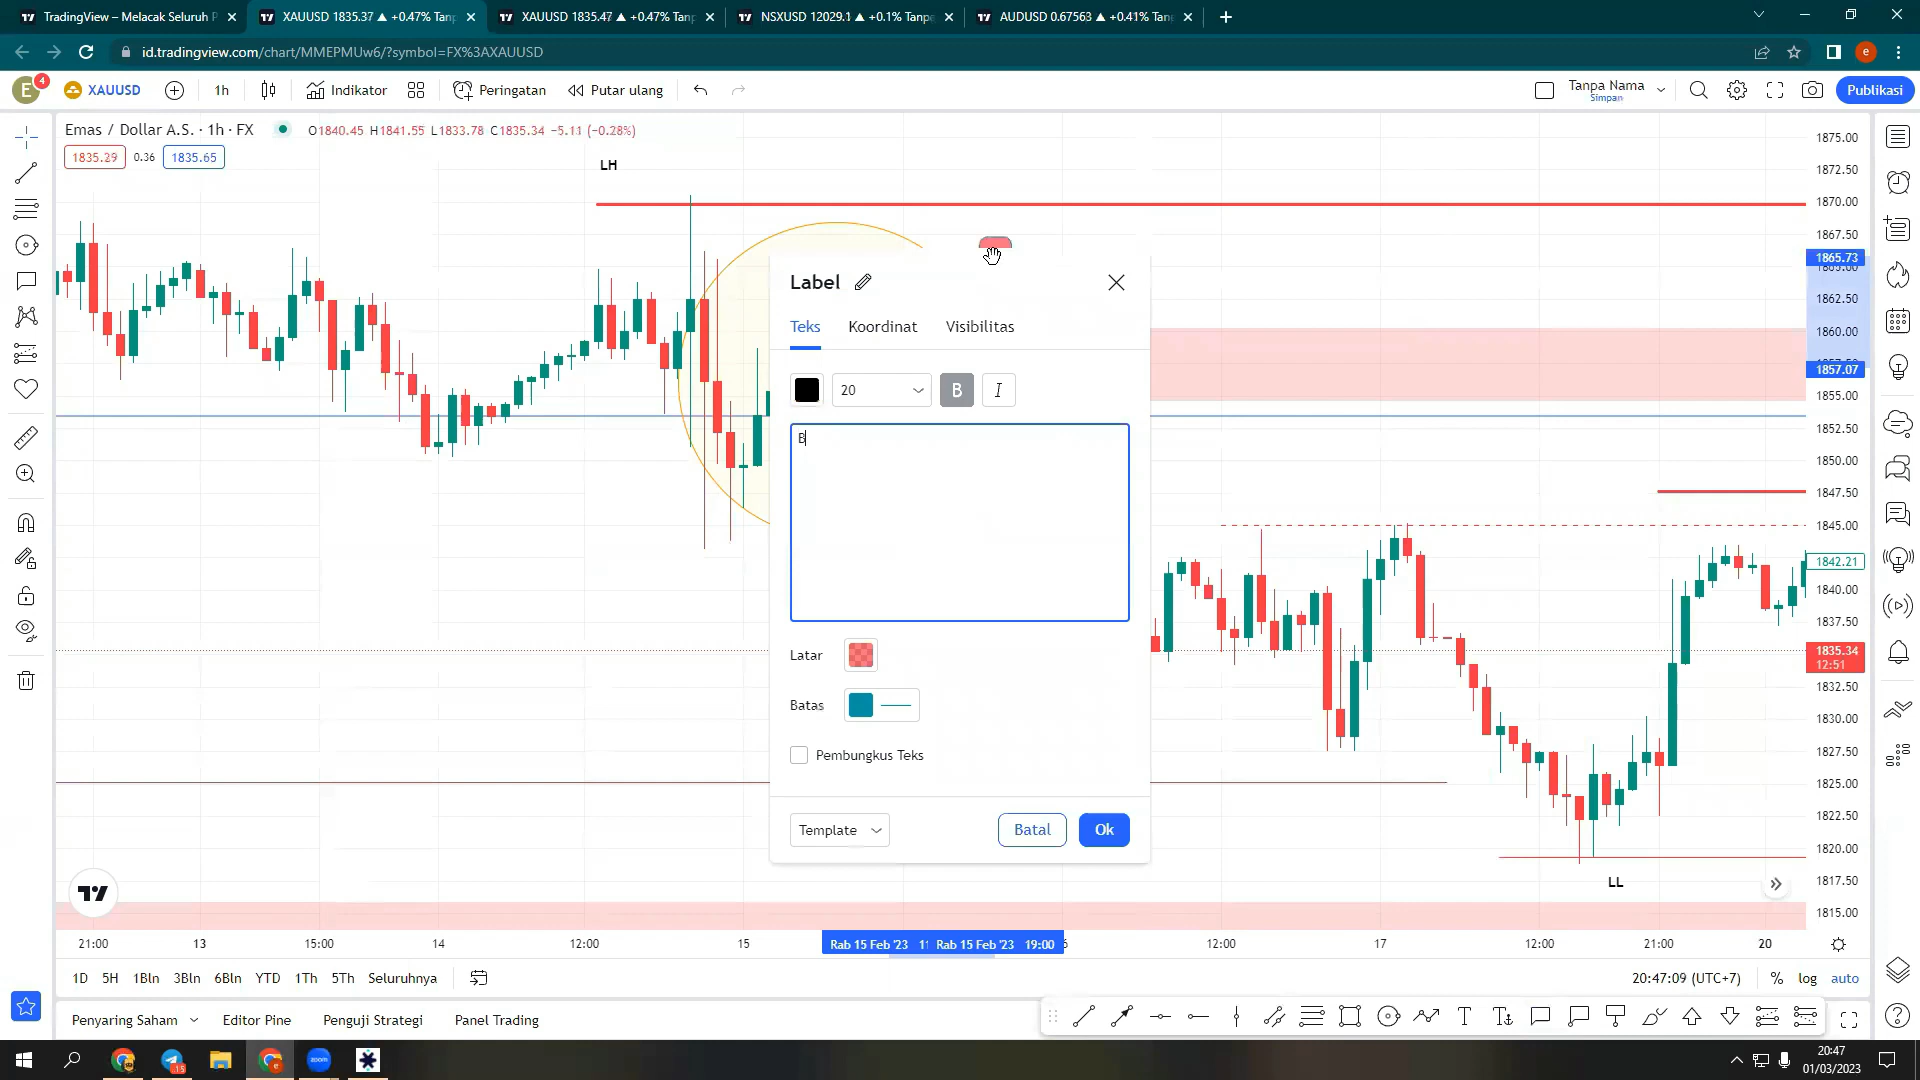 TradingView – Melacak Seluruh P
XAUUSD 1835.37 ▲ +0.47% Tanp
XAUUSD 1835.47 ▲ +0.47% Tanp
NSXUSD 12029.1 ▲ +0.1% Tanpa
AUDUSD 0.67563 ▲ +0.41% Tan
id.tradingview.com/chart/MMEPMUw6/?symbol=FX%3AXAUUSD
e
E 4 XAUUSD 1h Indikator Peringatan Putar ulang Tanpa Nama Publikasi
Simpan
Emas / Dollar A.S. · 1h · FX O1840.45 H1841.55 L1833.78 C1835.34 −5.11 (−0.28%)
1835.29 0.36 1835.65
LH
1875.00
1872.50
1870.00
1867.50
1865.73
1865.00
1862.50
1860.00
1857.50
1857.07
1855.00
1852.50
1850.00
1847.50
1845.00
1842.21
1840.00
1837.50
1835.34
12:51
1832.50
1830.00
1827.50
1825.00
1822.50
1820.00
1817.50
1815.00
Label
Teks Koordinat Visibilitas
20 B I
B
Latar
Batas
Pembungkus Teks
Template Batal Ok
LL
21:00 13 15:00 14 12:00 15 Rab 15 Feb '23 Rab 15 Feb '23 19:00 12:00 17 12:00 21:00 20
1D 5H 1Bln 3Bln 6Bln YTD 1Th 5Th Seluruhnya 20:47:09 (UTC+7) % log auto
Penyaring Saham Editor Pine Penguji Strategi Panel Trading
zoom
20:47
01/03/2023